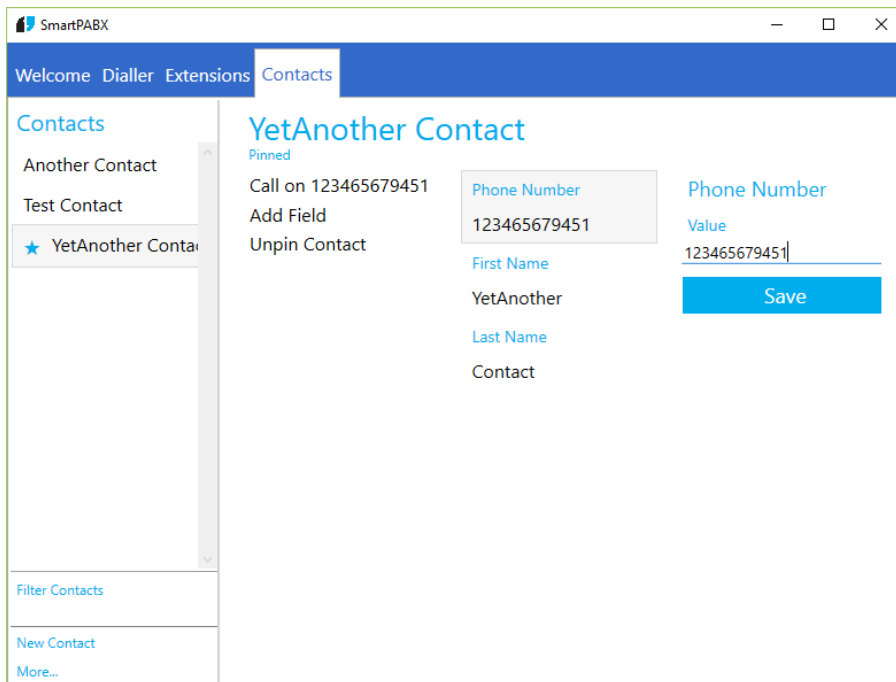 SmartPABX
Welcome Dialler Extensions Contacts
Contacts
Another Contact
Test Contact
YetAnother Conta
Filter Contacts
New Contact
More...
YetAnother Contact
Pinned
Call on 123465679451
Add Field
Unpin Contact
Phone Number
123465679451
First Name
YetAnother
Last Name
Contact
Phone Number
Value
123465679451
Save